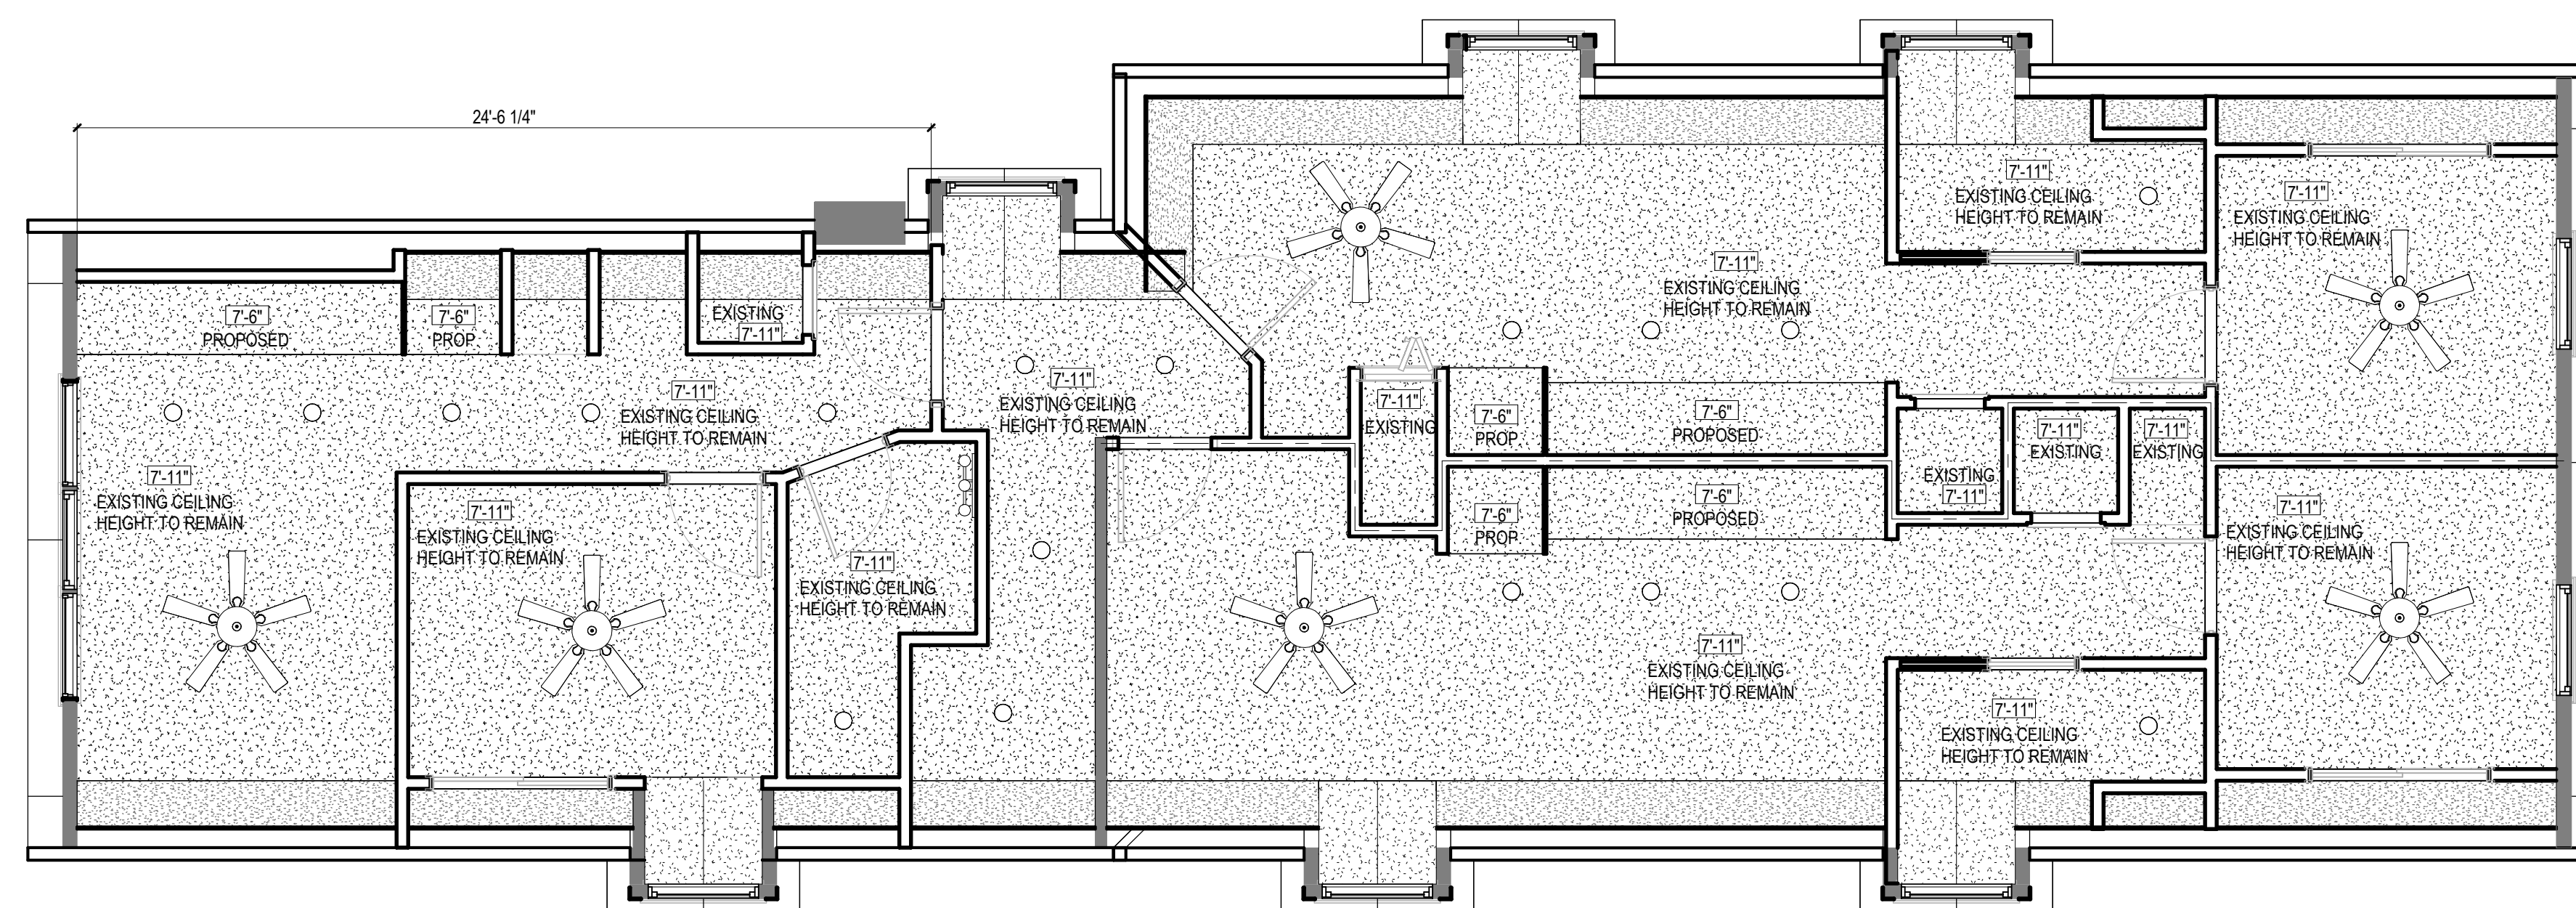 24'-6 1/4"
7'-11"
EXISTING CEILING
HEIGHT TO REMAIN
7'-11"
EXISTING CEILING
HEIGHT TO REMAIN
7'-11"
EXISTING CEILING
HEIGHT TO REMAIN
7'-6"
PROPOSED
7'-6"
PROP
EXISTING
7'-11"
7'-11"
EXISTING CEILING
HEIGHT TO REMAIN
7'-11"
EXISTING CEILING
HEIGHT TO REMAIN
7'-11"
EXISTING
7'-6"
PROP
7'-6"
PROPOSED
7'-11"
EXISTING
7'-11"
EXISTING
EXISTING
7'-11"
7'-11"
EXISTING CEILING
HEIGHT TO REMAIN
7'-11"
EXISTING CEILING
HEIGHT TO REMAIN
7'-6"
PROP
7'-6"
PROPOSED
7'-11"
EXISTING CEILING
HEIGHT TO REMAIN
7'-11"
EXISTING CEILING
HEIGHT TO REMAIN
7'-11"
EXISTING CEILING
HEIGHT TO REMAIN
7'-11"
EXISTING CEILING
HEIGHT TO REMAIN